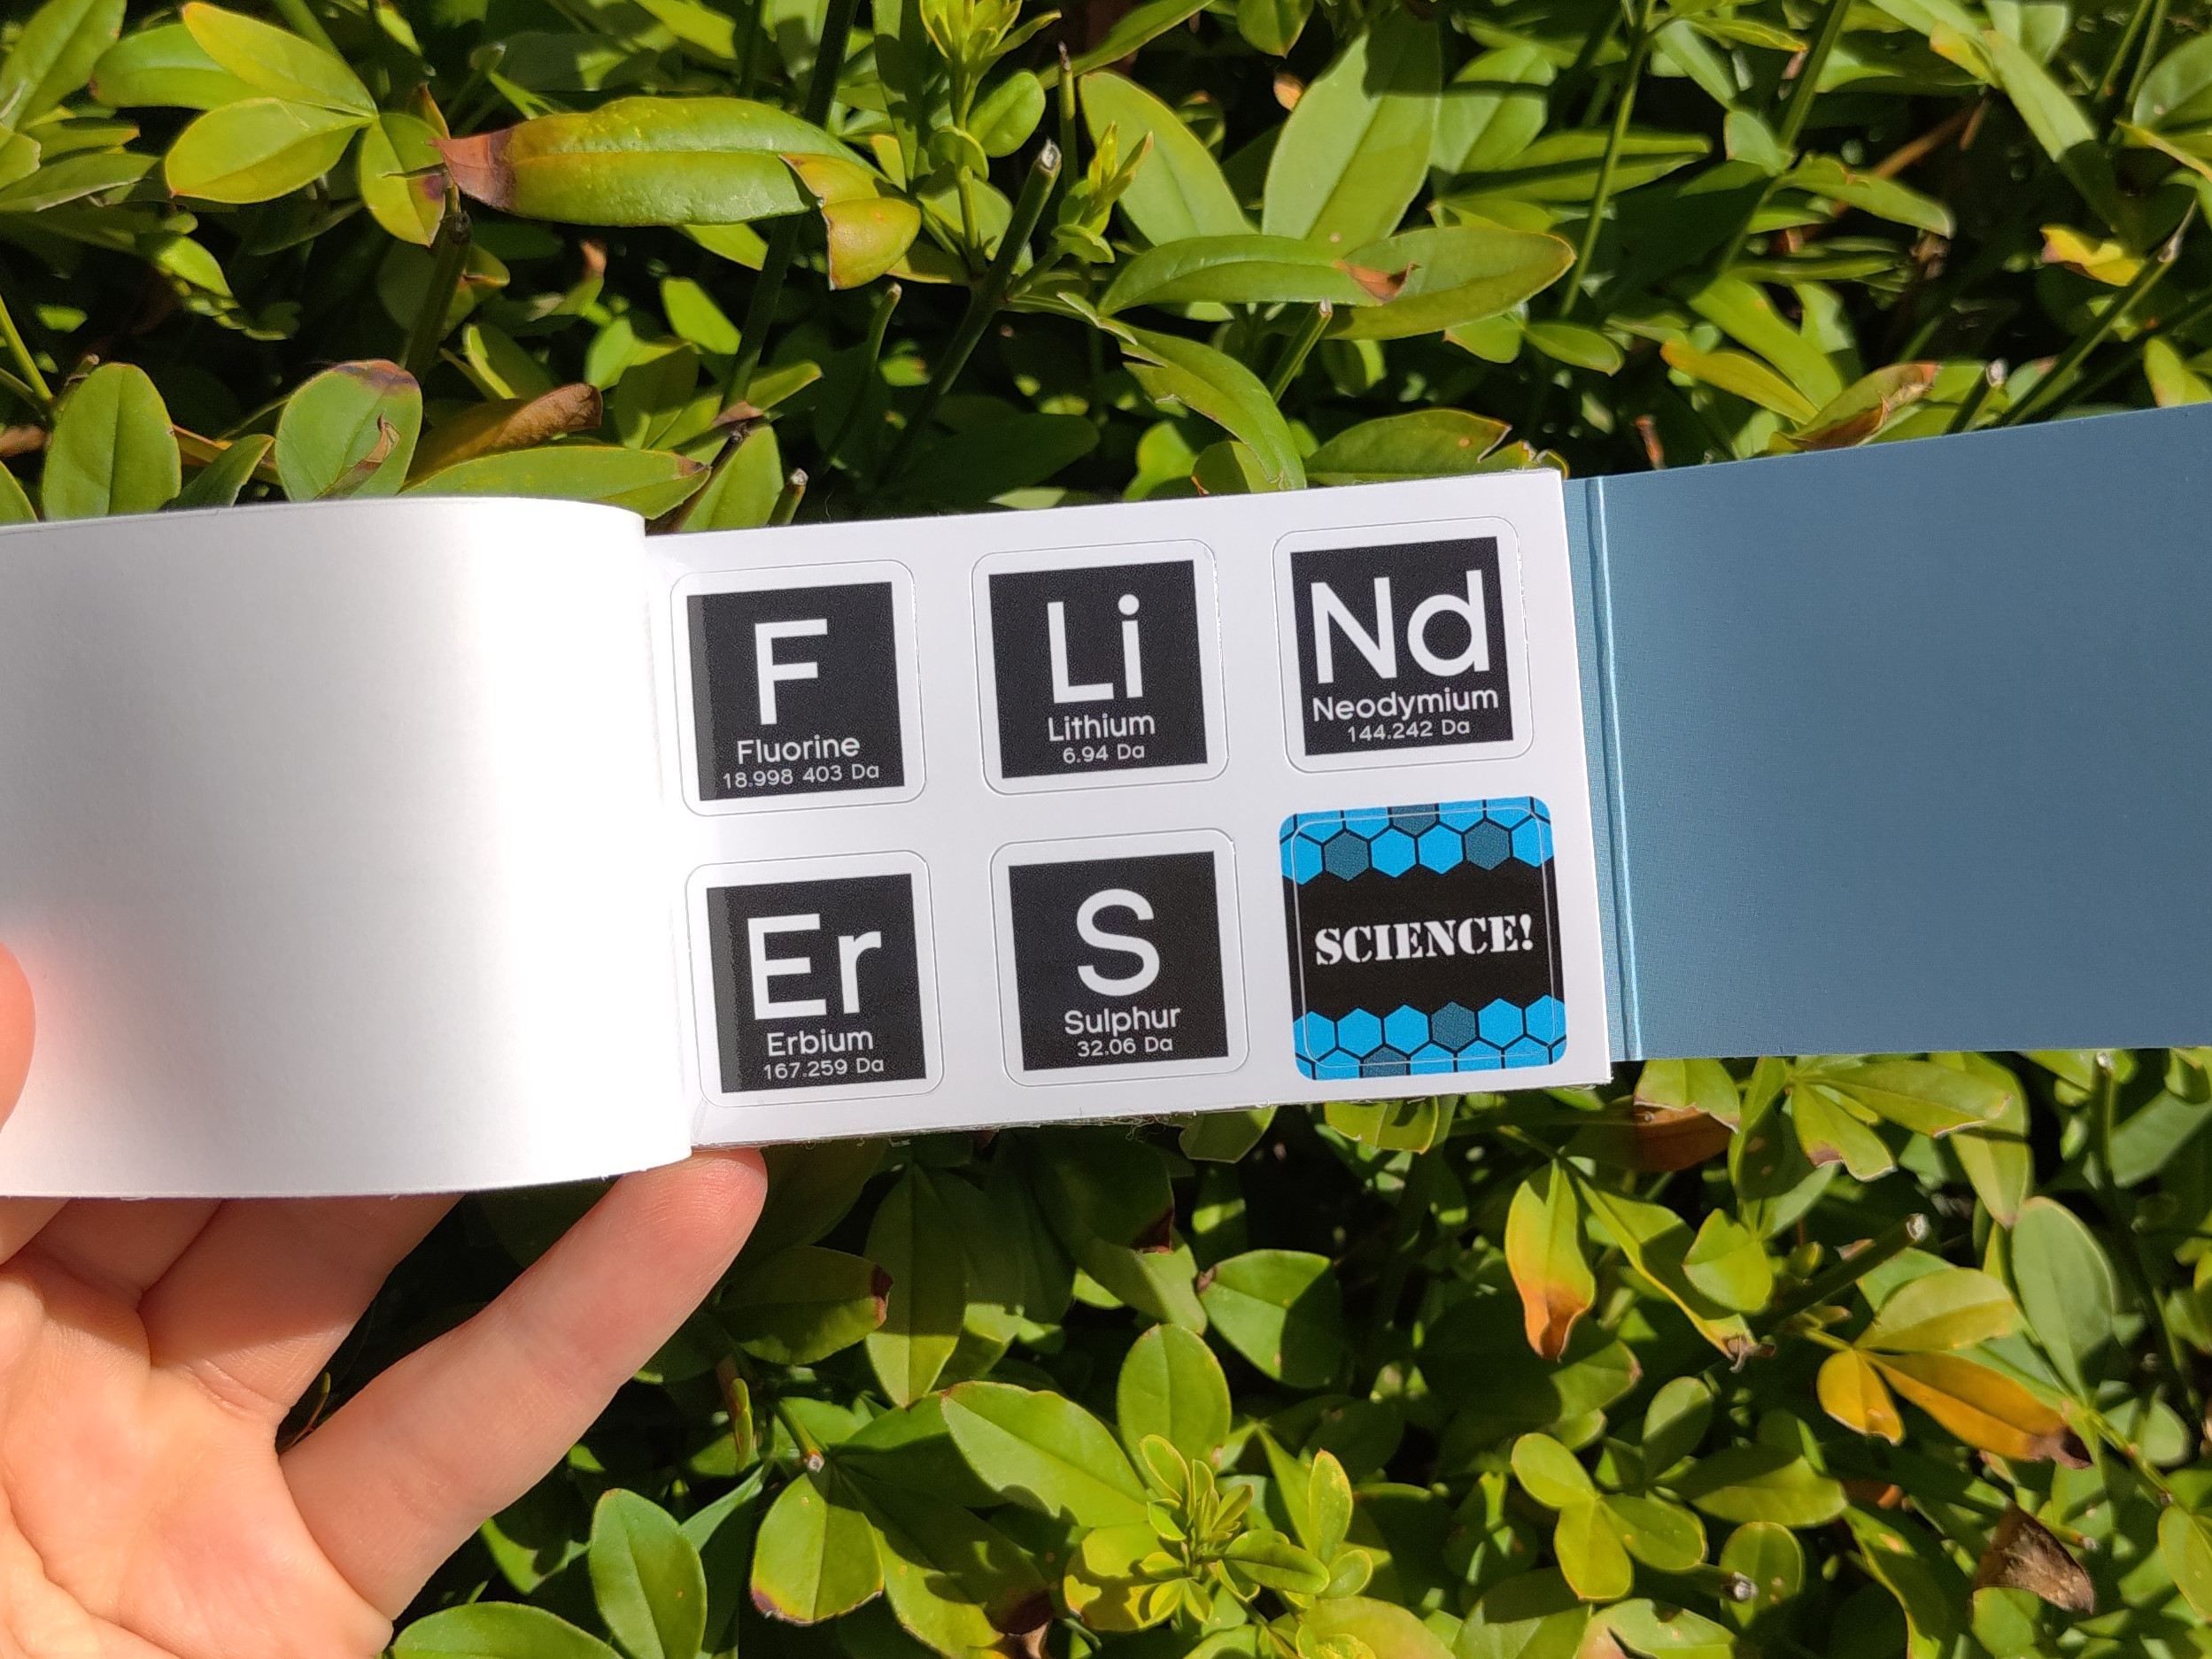 F
Fluorine
18.998 403 Da
Li
Lithium
6.94 Da
Nd
Neodymium
144.242 Da
Er
Erbium
167.259 Da
S
Sulphur
32.06 Da
SCIENCE!